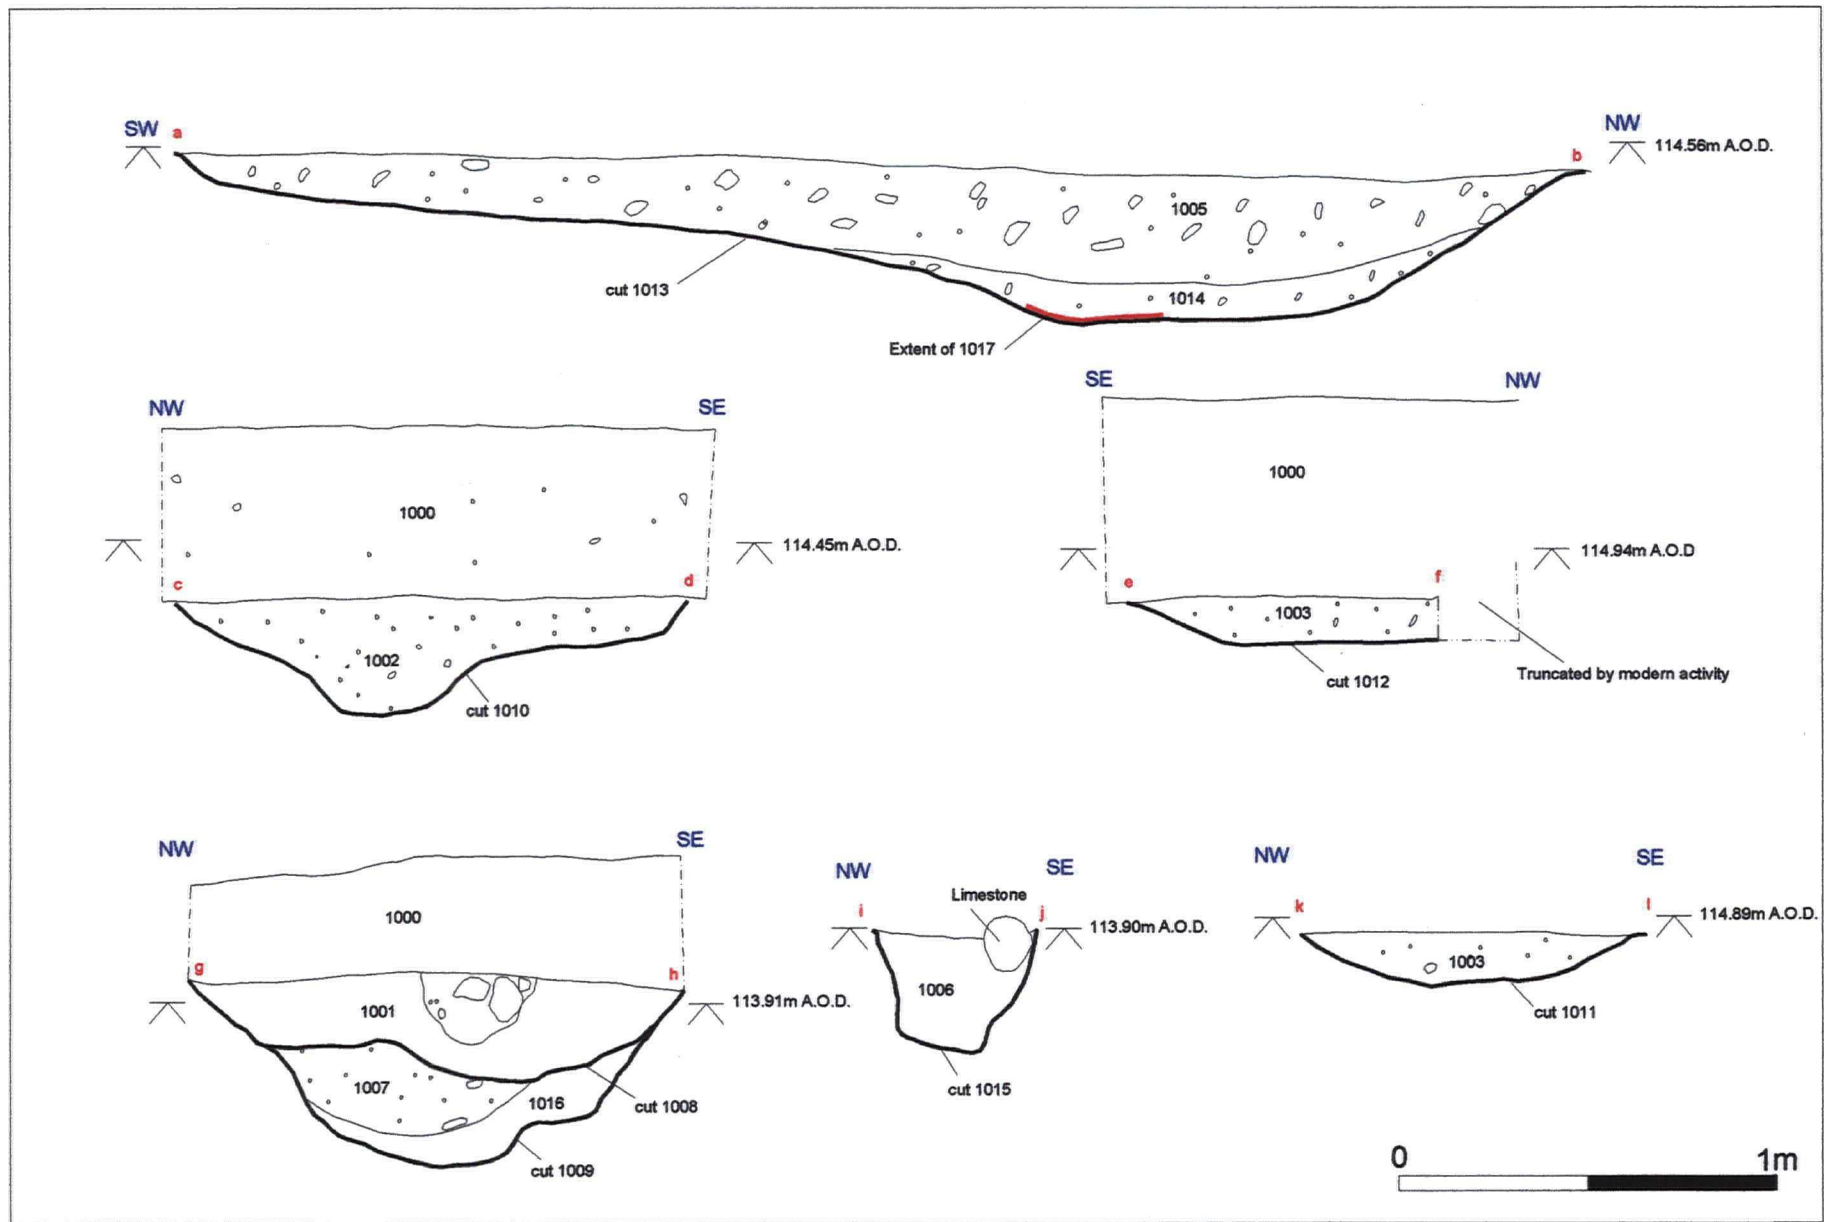 SW
a
NW
b
114.56m A.O.D.
1005
cut 1013
1014
Extent of 1017
NW
SE
1000
114.45m A.O.D.
c
d
1002
cut 1010
SE
NW
1000
114.94m A.O.D
e
f
1003
cut 1012
Truncated by modern activity
NW
SE
1000
g
h
1001
113.91m A.O.D.
1007
1016
cut 1008
cut 1009
NW
SE
Limestone
i
j
113.90m A.O.D.
1006
cut 1015
NW
SE
k
l
114.89m A.O.D.
1003
cut 1011
0
1m